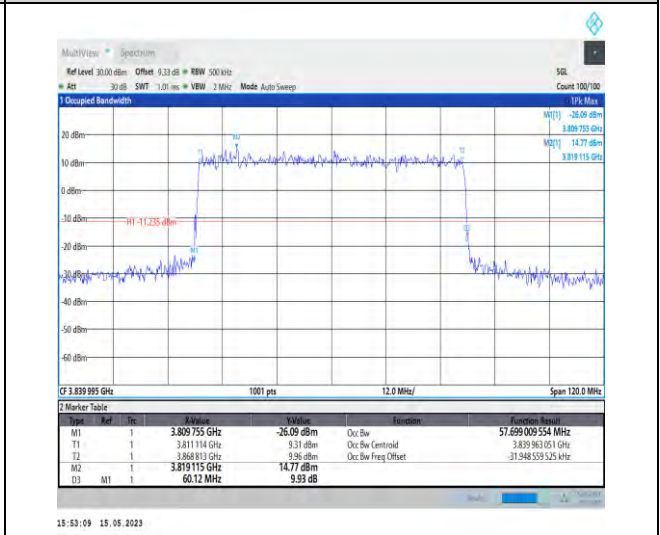 MultiView Spectrum
Ref Level 30.00 dBm Offset 9.33 dB RBW 500 kHz SGL
Att 30 dB SWT 1.01 ms VBW 2 MHz Mode Auto Sweep Count 100/100
1 Occupied Bandwidth 1Pk Max
M1[1] -26.09 dBm
3.809 755 GHz
M2[1] 14.77 dBm
3.819 115 GHz
20 dBm
M2
T1
T2
10 dBm
0 dBm
-10 dBm
H1 -11.235 dBm
-20 dBm
M1
-30 dBm
-40 dBm
-50 dBm
-60 dBm
CF 3.839 995 GHz 1001 pts 12.0 MHz/ Span 120.0 MHz
2 Marker Table
Type Ref Trc X-Value Y-Value Function Function Result
M1 1 3.809 755 GHz -26.09 dBm Occ Bw 57.699 009 554 MHz
T1 1 3.811 114 GHz 9.31 dBm Occ Bw Centroid 3.839 963 051 GHz
T2 1 3.868 813 GHz 9.96 dBm Occ Bw Freq Offset -31.948 559 525 kHz
M2 1 3.819 115 GHz 14.77 dBm
D3 M1 1 60.12 MHz 9.93 dB
15:53:09 15.05.2023